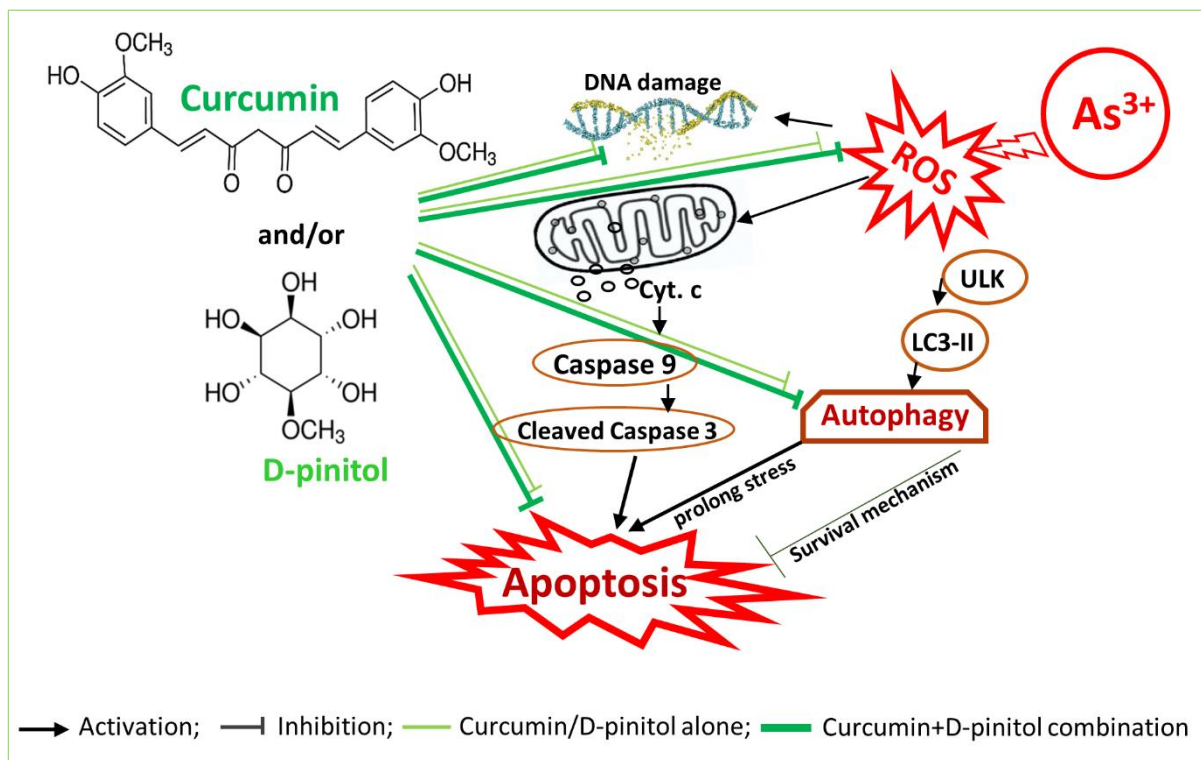 OCH₃
HO
Curcumin
OH
OCH₃
O
O
and/or
OH
HO
OH
HO
OH
OCH₃
D-pinitol
DNA damage
As³⁺
ROS
Cyt. c
Caspase 9
Cleaved Caspase 3
ULK
LC3-II
Autophagy
prolong stress
Survival mechanism
Apoptosis
Activation; Inhibition; Curcumin/D-pinitol alone; Curcumin+D-pinitol combination